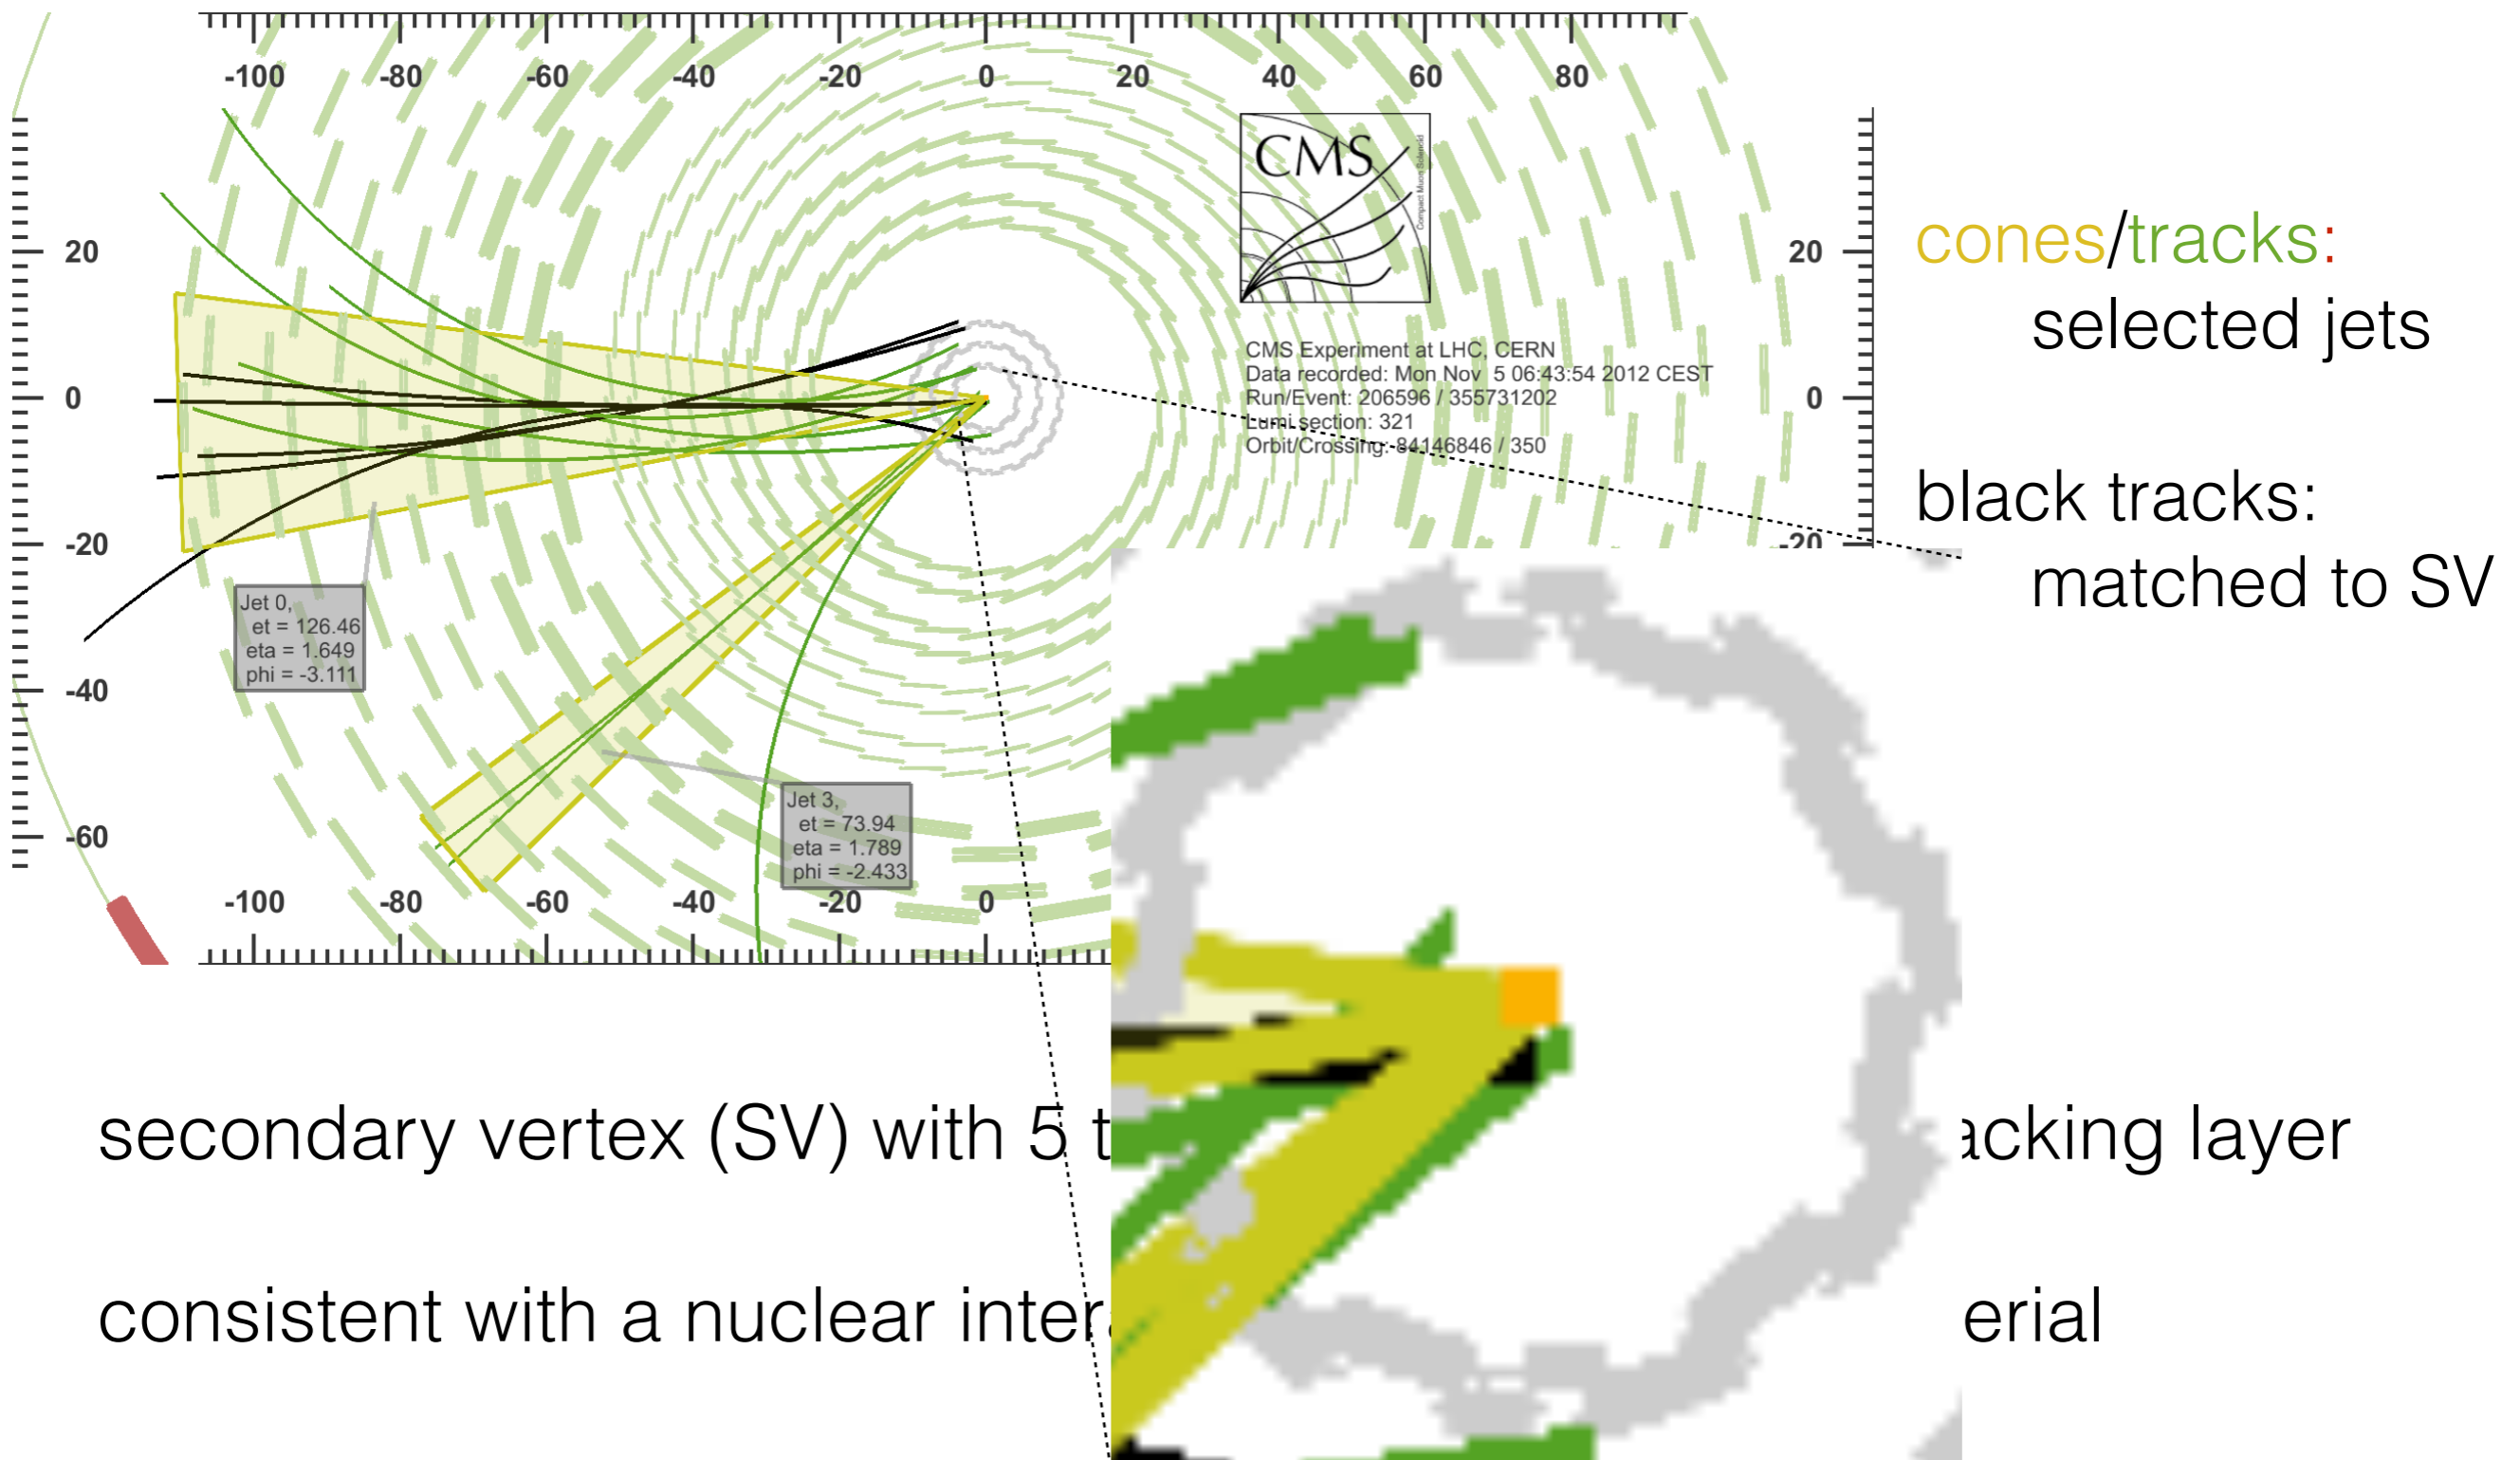 -100 -80 -60 -40 -20 0 20 40 60 80
CMS
Compact Muon Solenoid
20
0
-20
-40
-60
20
0
-20
CMS Experiment at LHC, CERN
Data recorded: Mon Nov 5 06:43:54 2012 CEST
Run/Event: 206596 / 355731202
Lumi section: 321
Orbit/Crossing: 84146846 / 350
cones/tracks:
selected jets
black tracks:
matched to SV
Jet 0,
et = 126.46
eta = 1.649
phi = -3.111
Jet 3,
et = 73.94
eta = 1.789
phi = -2.433
-100 -80 -60 -40 -20 0
secondary vertex (SV) with 5 t acking layer
consistent with a nuclear inter erial